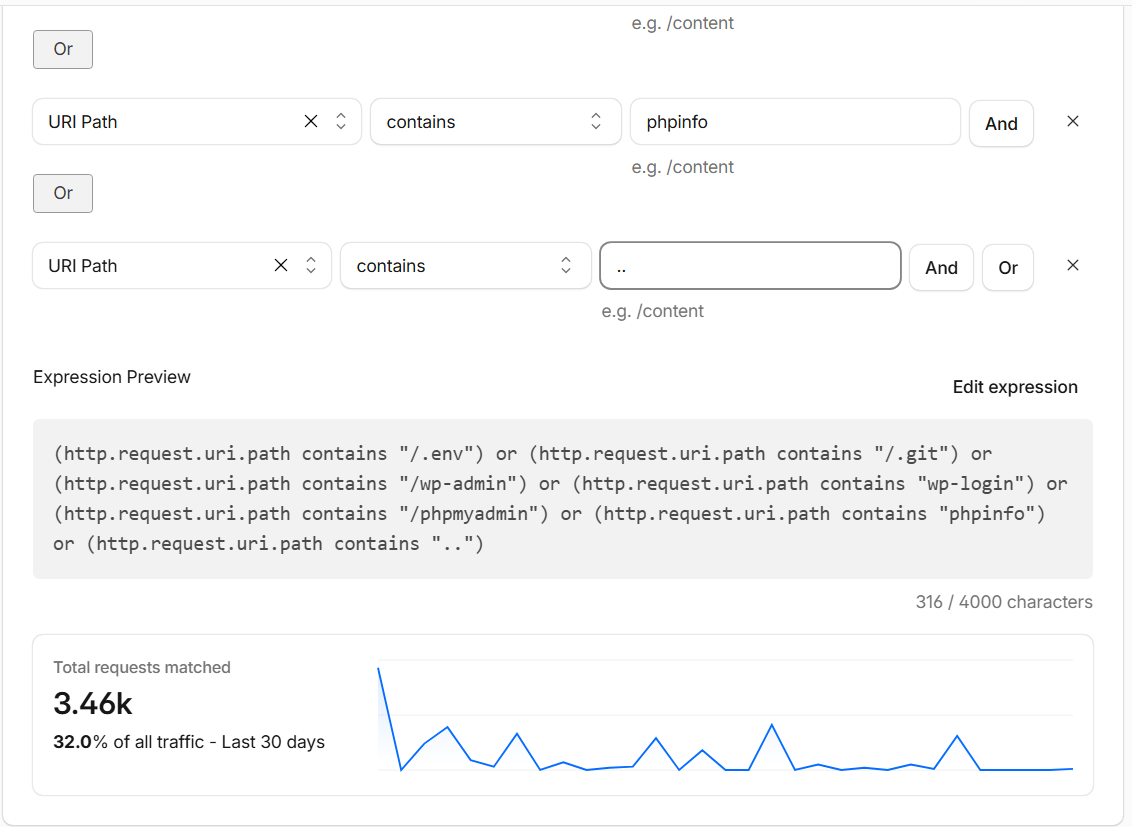 e.g. /content
Or
URI Path contains phpinfo And
e.g. /content
Or
URI Path contains .. And Or
e.g. /content
Expression Preview
Edit expression
(http.request.uri.path contains "/.env") or (http.request.uri.path contains "/.git") or
(http.request.uri.path contains "/wp-admin") or (http.request.uri.path contains "wp-login") or
(http.request.uri.path contains "/phpmyadmin") or (http.request.uri.path contains "phpinfo")
or (http.request.uri.path contains "..")
316 / 4000 characters
Total requests matched
3.46k
32.0% of all traffic - Last 30 days